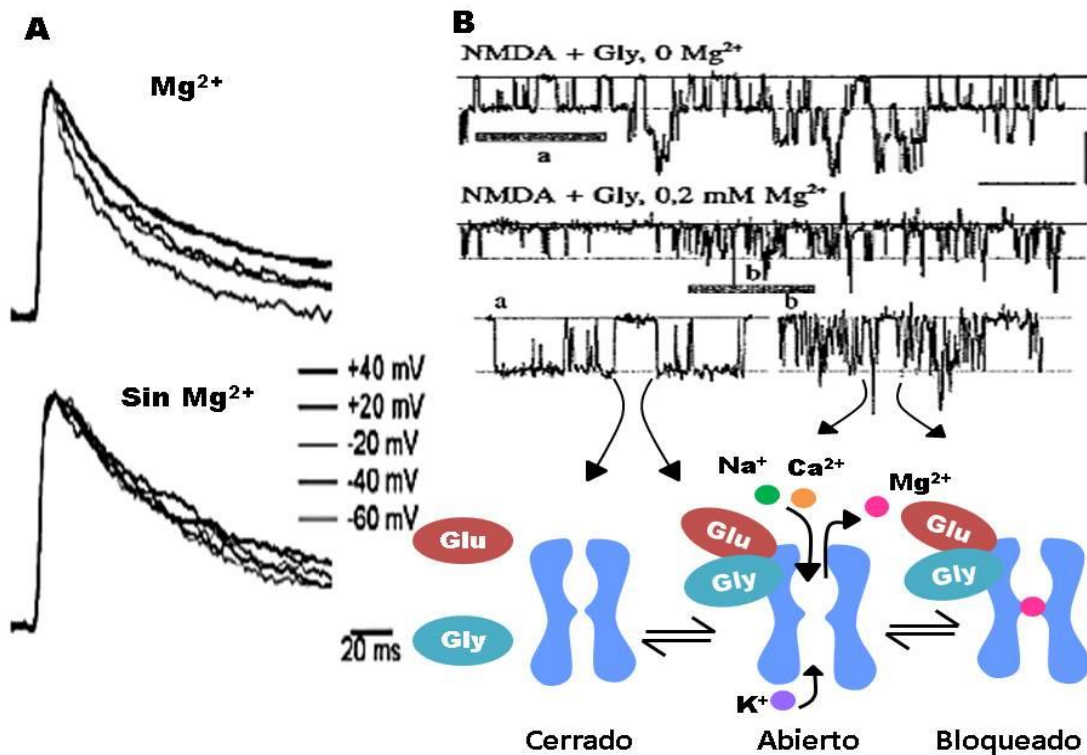 A
Mg²⁺
Sin Mg²⁺
+40 mV
+20 mV
-20 mV
-40 mV
-60 mV
20 ms
B
NMDA + Gly, 0 Mg²⁺
a
NMDA + Gly, 0,2 mM Mg²⁺
b
a
b
Na⁺
Ca²⁺
Mg²⁺
Glu
Gly
Glu
Gly
Glu
Gly
K⁺
Cerrado
Abierto
Bloqueado